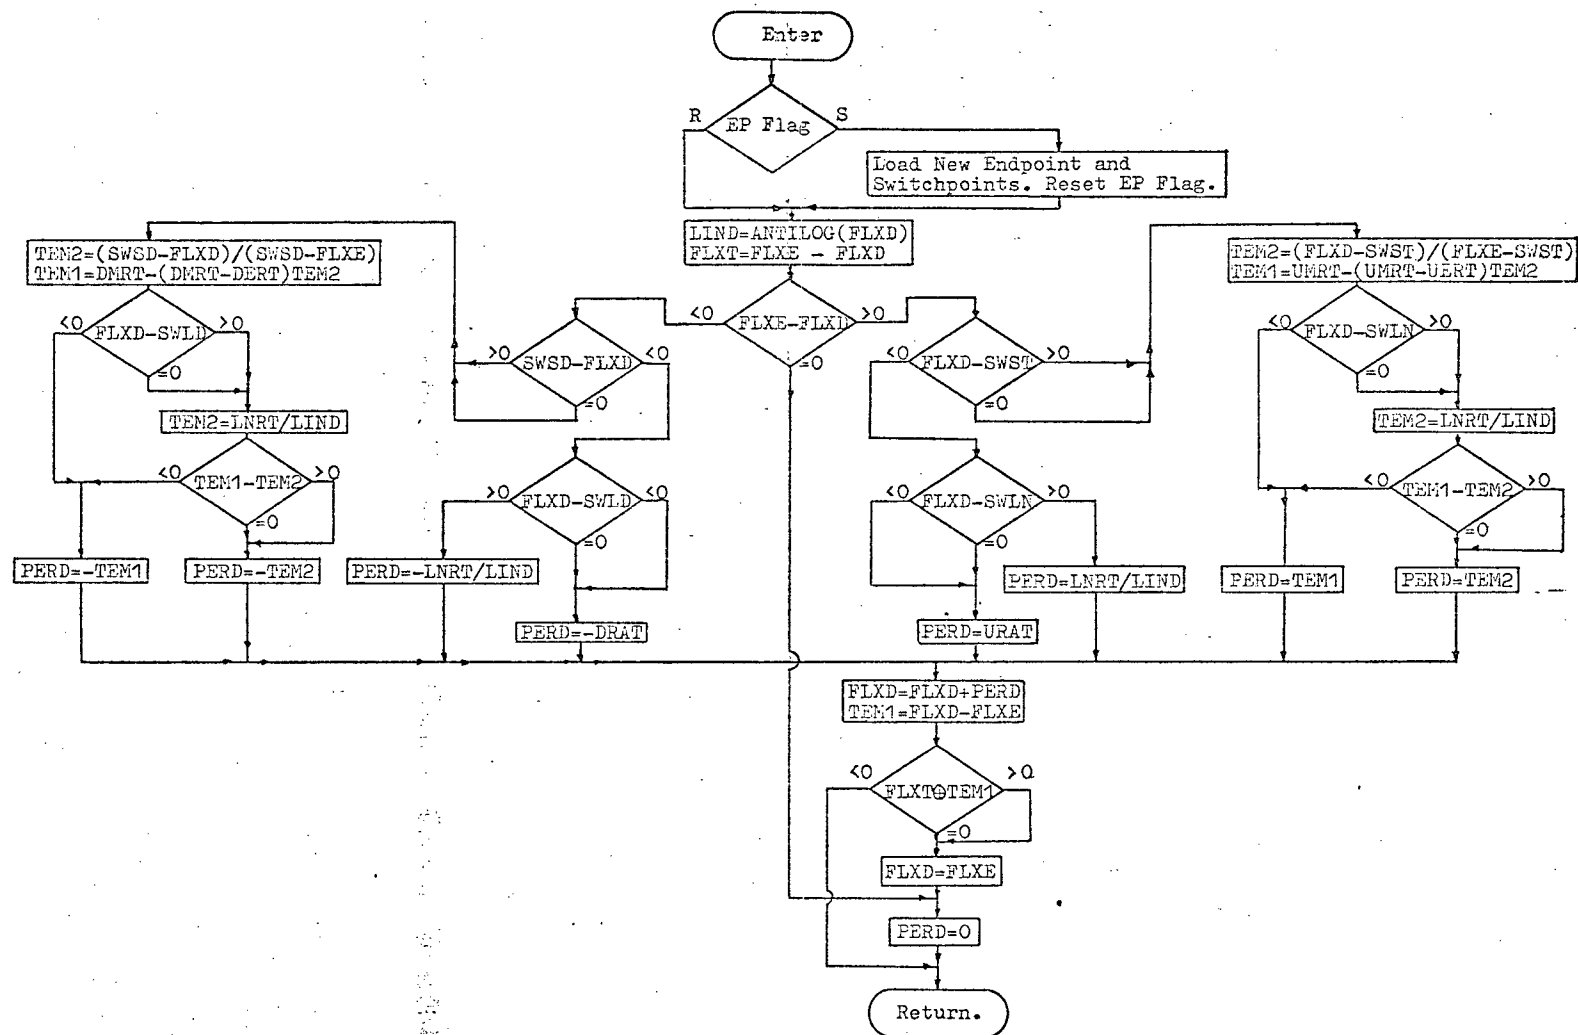 Enter
R
EP Flag
S
Load New Endpoint and
Switchpoints. Reset EP Flag.
LIND=ANTILOG(FLXD)
FLXT=FLXE - FLXD
TEM2=(SWSD-FLXD)/(SWSD-FLXE)
TEM1=DMRT-(DMRT-DERT)TEM2
TEM2=(FLXD-SWST)/(FLXE-SWST)
TEM1=UMRT-(UMRT-UERT)TEM2
<0
FLXE-FLXD
>0
=0
<0
FLXD-SWLD
>0
=0
>0
SWSD-FLXD
<0
=0
<0
FLXD-SWST
>0
=0
<0
FLXD-SWLN
>0
=0
TEM2=LNRT/LIND
TEM2=LNRT/LIND
<0
TEM1-TEM2
>0
=0
>0
FLXD-SWLD
<0
=0
<0
FLXD-SWLN
>0
=0
<0
TEM1-TEM2
>0
=0
PERD=-TEM1
PERD=-TEM2
PERD=-LNRT/LIND
PERD=-DRAT
PERD=URAT
PERD=LNRT/LIND
PERD=TEM1
PERD=TEM2
FLXD=FLXD+PERD
TEM1=FLXD-FLXE
<0
FLXT⊕TEM1
>0
=0
FLXD=FLXE
PERD=0
Return.